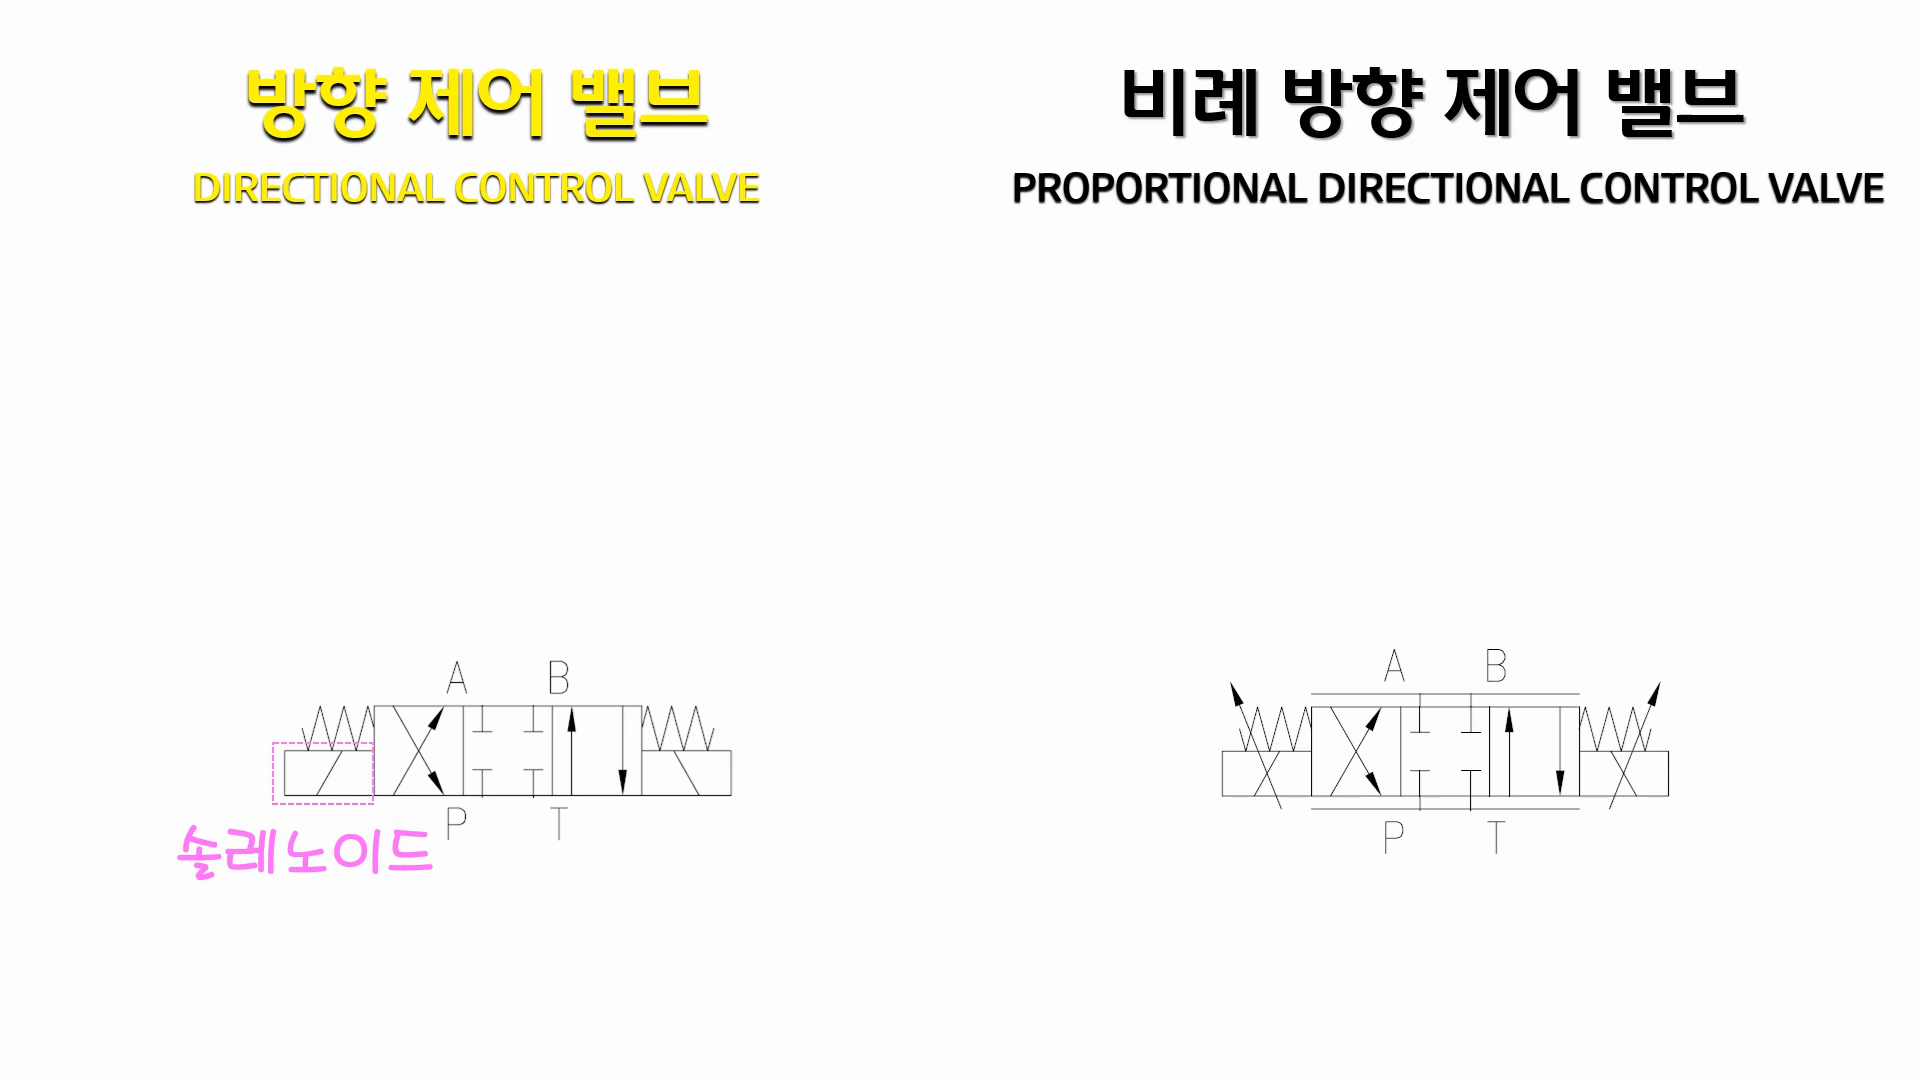 방향 제어 밸브
DIRECTIONAL CONTROL VALVE
A B
P T
솔레노이드
비례 방향 제어 밸브
PROPORTIONAL DIRECTIONAL CONTROL VALVE
A B
P T